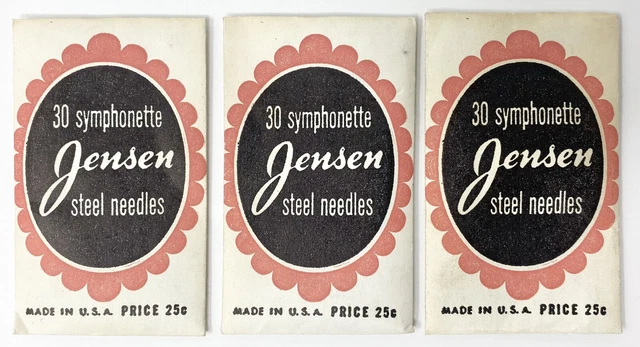 30 symphonette
Jensen
steel needles
MADE IN U.S.A. PRICE 25¢
30 symphonette
Jensen
steel needles
MADE IN U.S.A. PRICE 25¢
30 symphonette
Jensen
steel needles
MADE IN U.S.A. PRICE 25¢